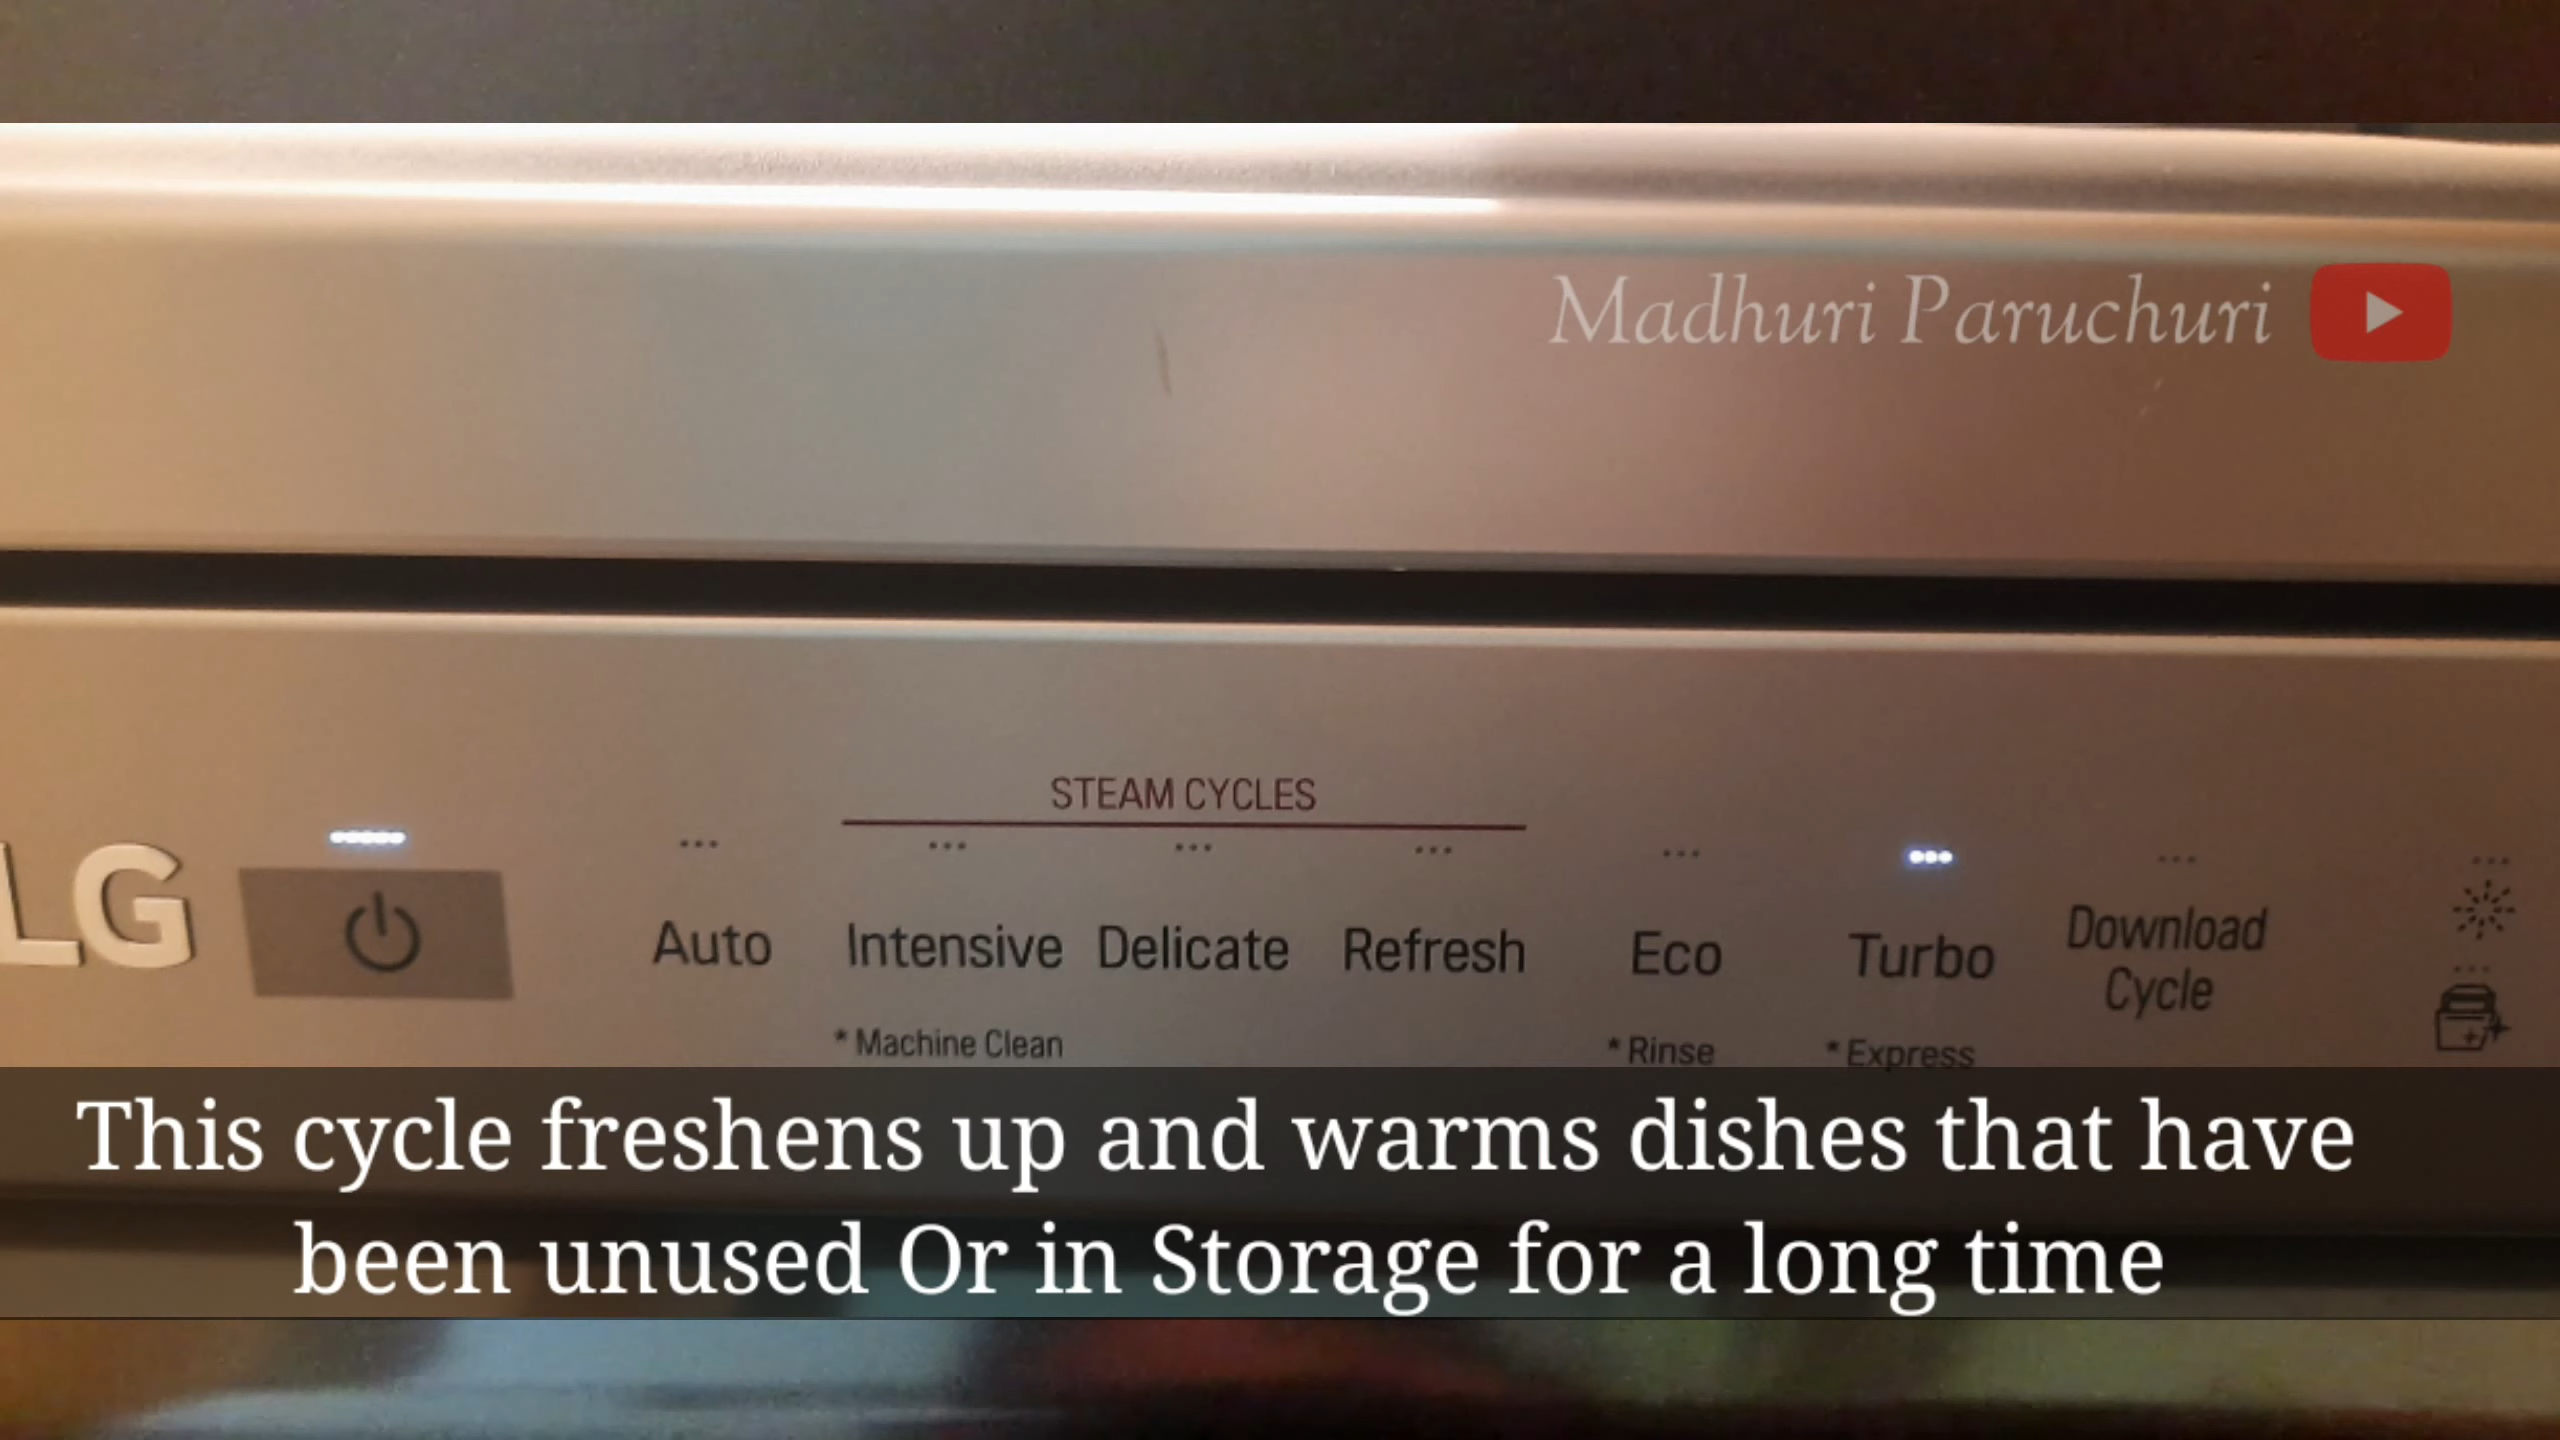 Madhuri Paruchuri
STEAM CYCLES
LG
Auto
Intensive
Delicate
Refresh
Eco
Turbo
Download
Cycle
* Machine Clean
* Rinse
* Express
This cycle freshens up and warms dishes that have
been unused Or in Storage for a long time